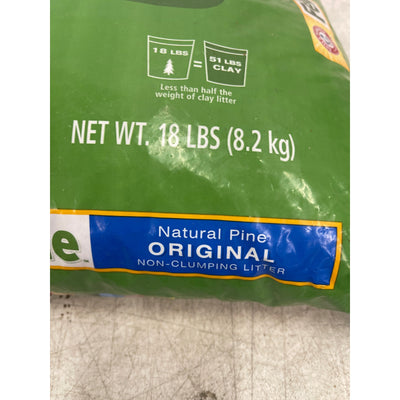 18 LBS = 51 LBS
CLAY
Less than half the
weight of clay litter
NET WT. 18 LBS (8.2 kg)
Natural Pine
ORIGINAL
NON-CLUMPING LITTER
e™